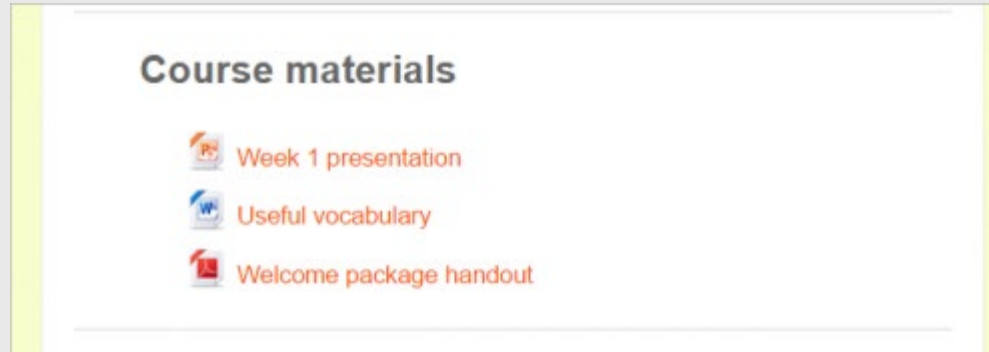 Course materials
Week 1 presentation
Useful vocabulary
Welcome package handout